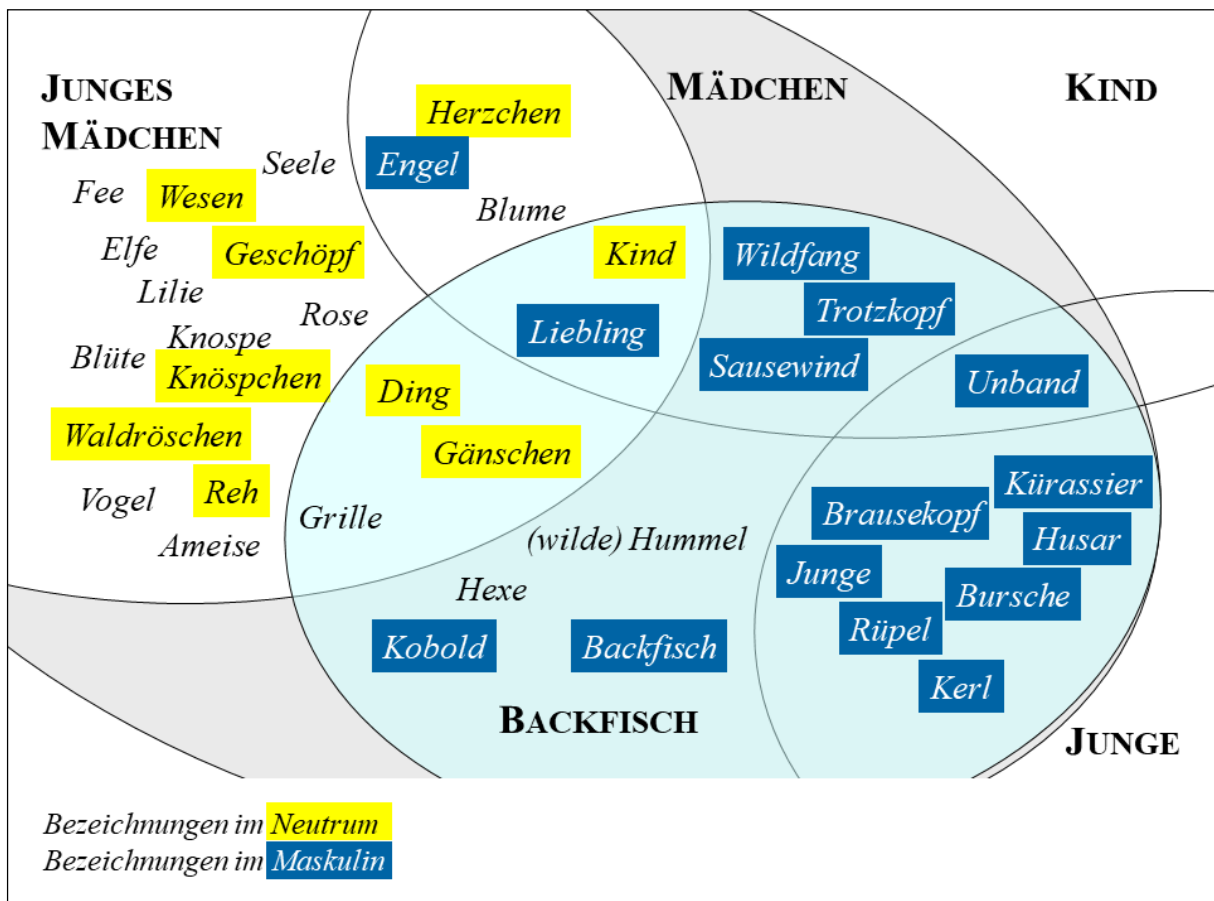 JUNGES
MÄDCHEN
MÄDCHEN
KIND
Herzchen
Engel
Seele
Fee
Wesen
Blume
Elfe
Geschöpf
Kind
Wildfang
Lilie
Rose
Liebling
Trotzkopf
Knospe
Blüte
Knöspchen
Ding
Sausewind
Unband
Waldröschen
Gänschen
Vogel
Reh
Grille
Ameise
(wilde) Hummel
Kürassier
Brausekopf
Husar
Junge
Bursche
Hexe
Rüpel
Kobold
Backfisch
Kerl
BACKFISCH
JUNGE
Bezeichnungen im Neutrum
Bezeichnungen im Maskulin